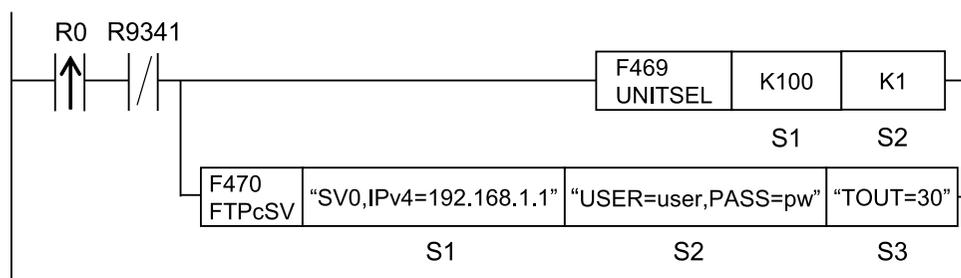 R0 R9341
F469
UNITSEL K100 K1
S1 S2
F470
FTPcSV “SV0,IPv4=192.168.1.1” “USER=user,PASS=pw” “TOUT=30”
S1 S2 S3